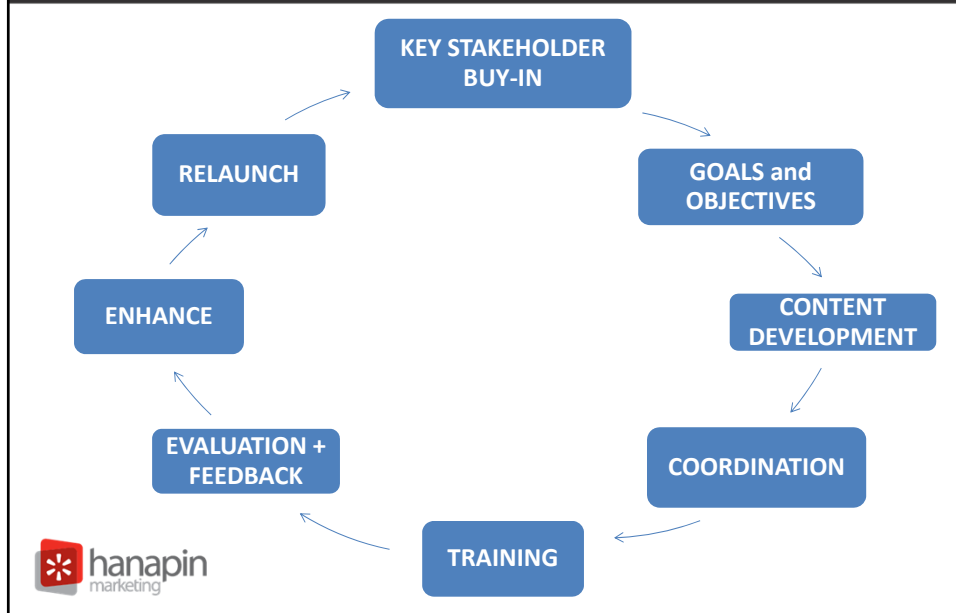 KEY STAKEHOLDER
BUY-IN
GOALS and
OBJECTIVES
CONTENT
DEVELOPMENT
COORDINATION
TRAINING
EVALUATION +
FEEDBACK
ENHANCE
RELAUNCH
hanapin
marketing